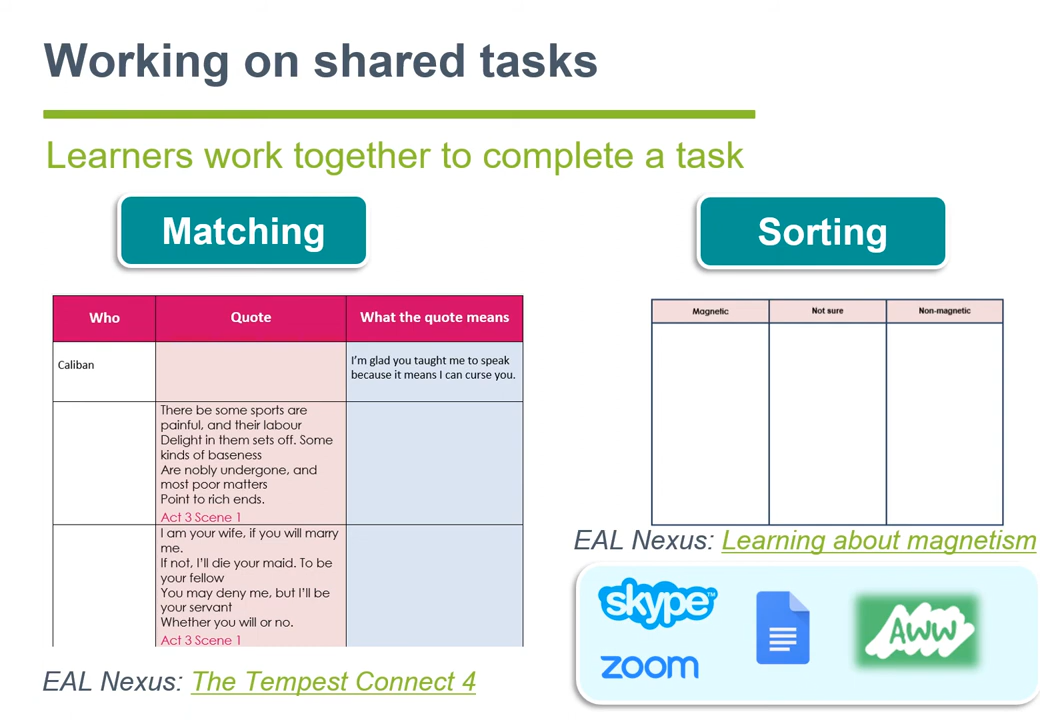 Working on shared tasks
Learners work together to complete a task
Matching
Who Quote What the quote means
Caliban
I'm glad you taught me to speak
because it means I can curse you.
There be some sports are
painful, and their labour
Delight in them sets off. Some
kinds of baseness
Are nobly undergone, and
most poor matters
Point to rich ends.
Act 3 Scene 1
I am your wife, if you will marry
me.
If not, I'll die your maid. To be
your fellow
You may deny me, but I'll be
your servant
Whether you will or no.
Act 3 Scene 1
EAL Nexus: The Tempest Connect 4
Sorting
Magnetic Not sure Non-magnetic
EAL Nexus: Learning about magnetism
skype™
zoom
AWW